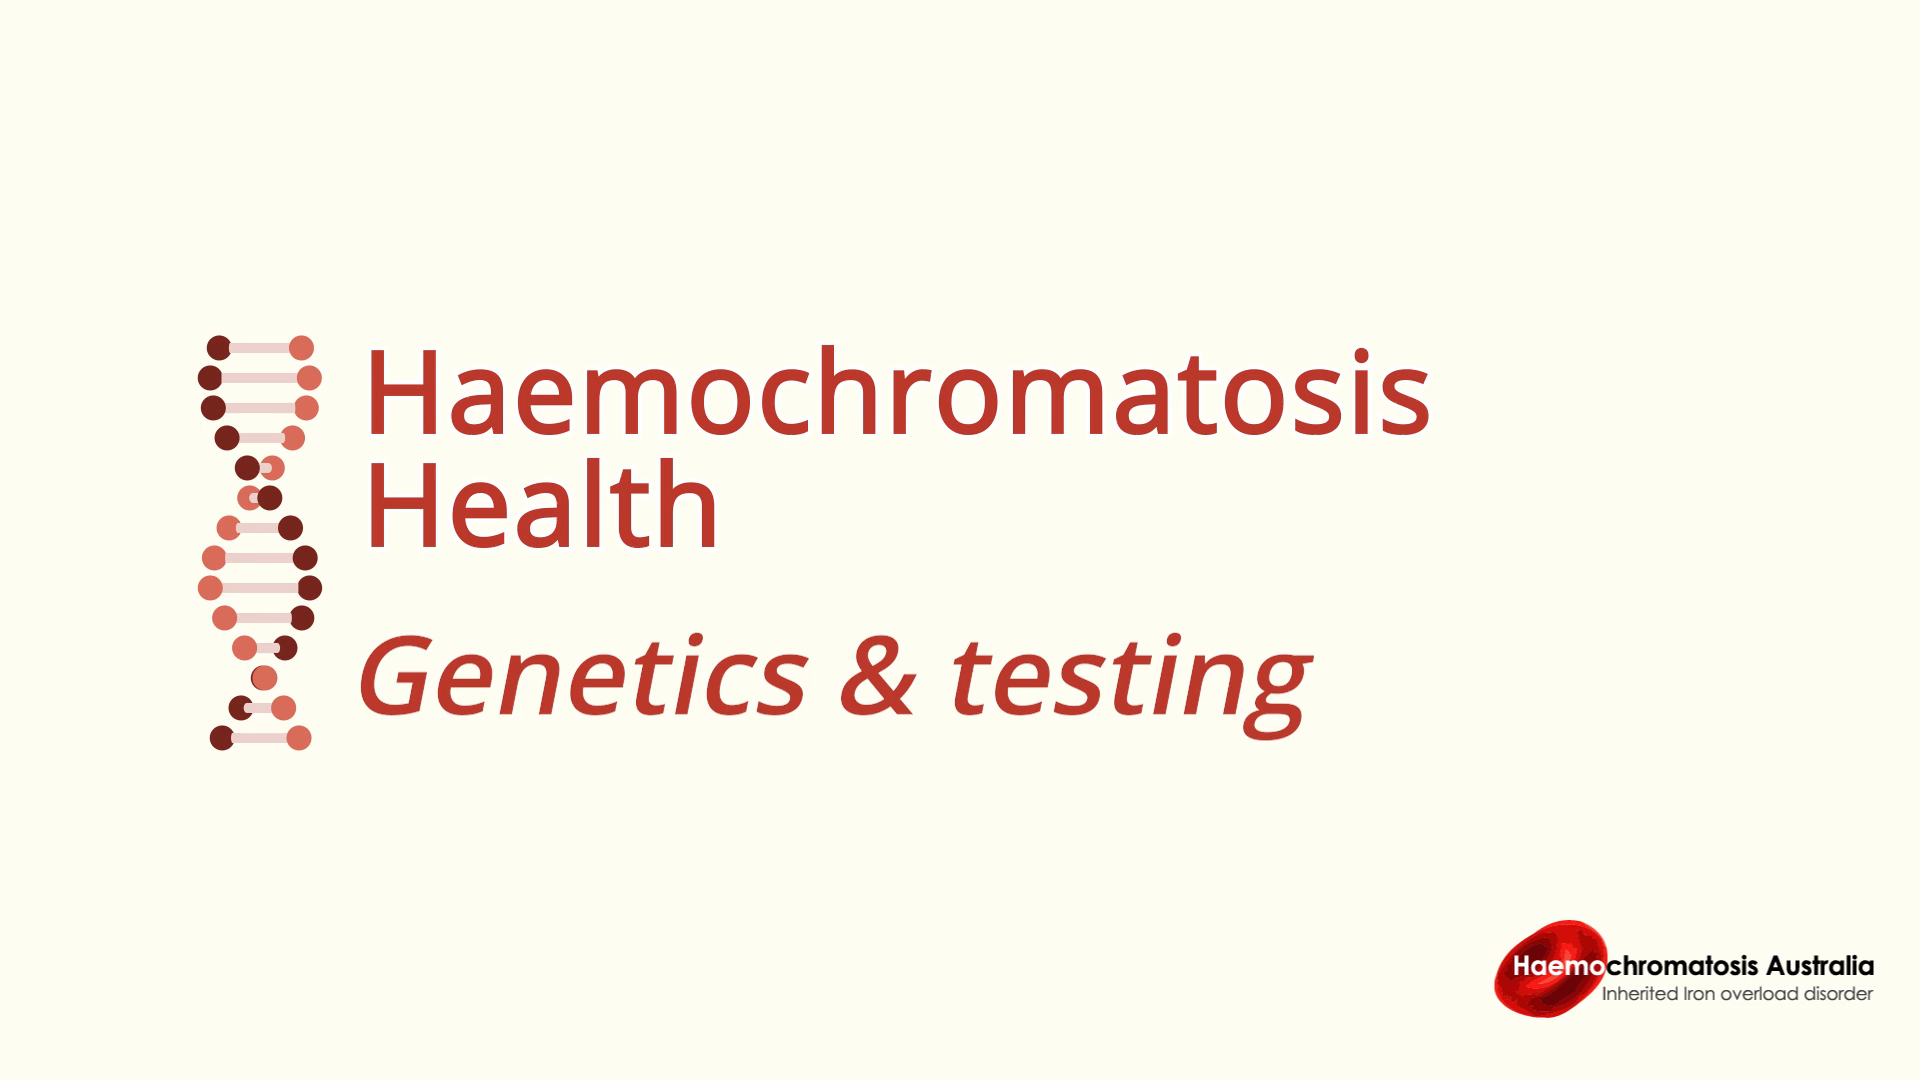 Haemochromatosis
Health
Genetics & testing
Haemochromatosis Australia
Inherited Iron overload disorder